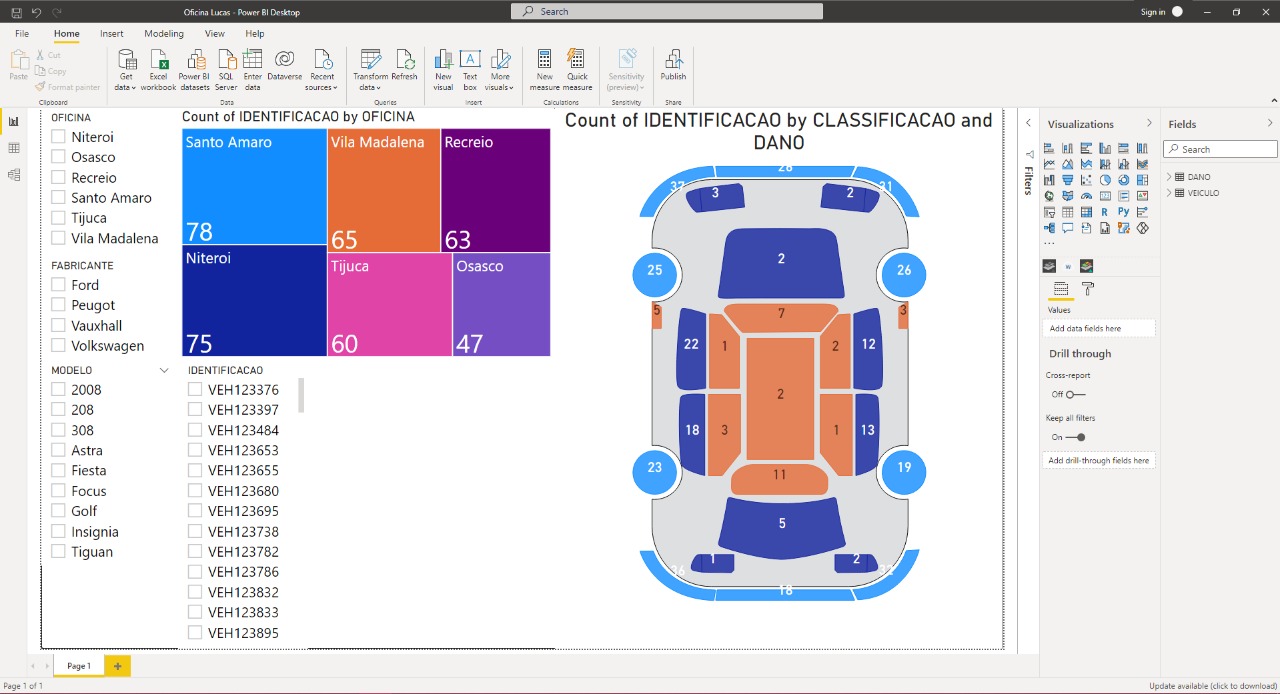 Oficina Lucas - Power BI Desktop
Search
Sign in
File Home Insert Modeling View Help
Paste
Cut
Copy
Format painter
Clipboard
Get data
Excel workbook
Power BI datasets
SQL Server
Enter data
Dataverse
Recent sources
Data
Transform data
Refresh
Queries
New visual
Text box
More visuals
Insert
New measure
Quick measure
Calculations
Sensitivity (preview)
Sensitivity
Publish
Share
OFICINA
Niteroi
Osasco
Recreio
Santo Amaro
Tijuca
Vila Madalena
FABRICANTE
Ford
Peugot
Vauxhall
Volkswagen
MODELO
2008
208
308
Astra
Fiesta
Focus
Golf
Insignia
Tiguan
Count of IDENTIFICACAO by OFICINA
Santo Amaro
78
Vila Madalena
65
Recreio
63
Niteroi
75
Tijuca
60
Osasco
47
IDENTIFICACAO
VEH123376
VEH123397
VEH123484
VEH123653
VEH123655
VEH123680
VEH123695
VEH123738
VEH123782
VEH123786
VEH123832
VEH123833
VEH123895
Count of IDENTIFICACAO by CLASSIFICACAO and
DANO
28
3 2
2
25 26
5 7 3
22 1 2 12
2
18 3 1 13
23 11 19
5
1 2
18
Filters
Visualizations
R Py
Values
Add data fields here
Drill through
Cross-report
Off
Keep all filters
On
Add drill-through fields here
Fields
Search
DANO
VEICULO
Page 1
Page 1 of 1
Update available (click to download)